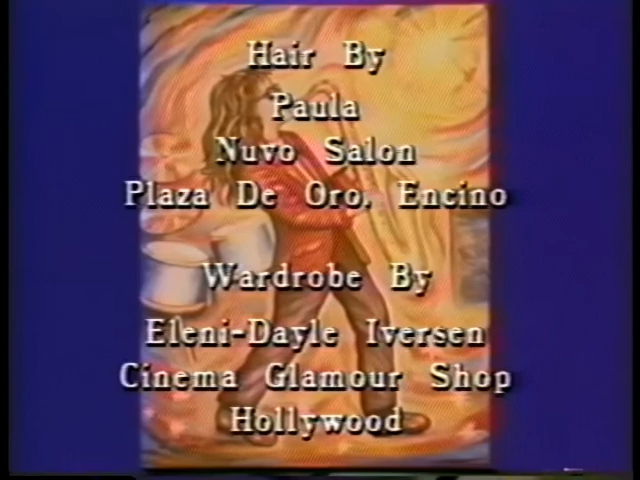 Hair By
Paula
Nuvo Salon
Plaza De Oro, Encino
Wardrobe By
Eleni-Dayle Iversen
Cinema Glamour Shop
Hollywood